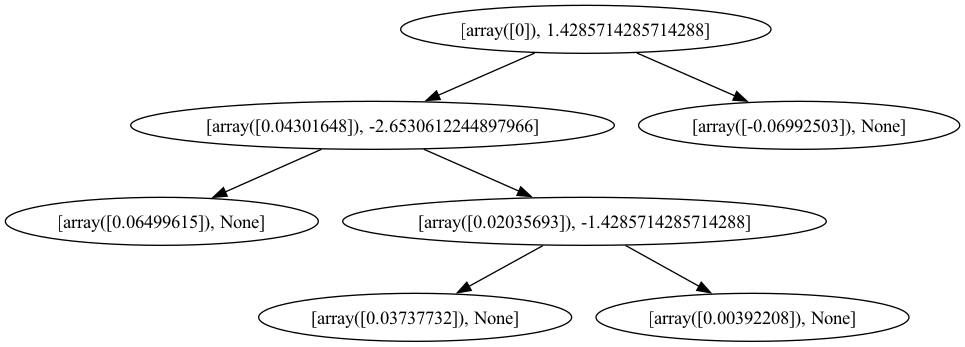 [array([0]), 1.4285714285714288]
[array([0.04301648]), -2.6530612244897966]
[array([-0.06992503]), None]
[array([0.06499615]), None]
[array([0.02035693]), -1.4285714285714288]
[array([0.03737732]), None]
[array([0.00392208]), None]